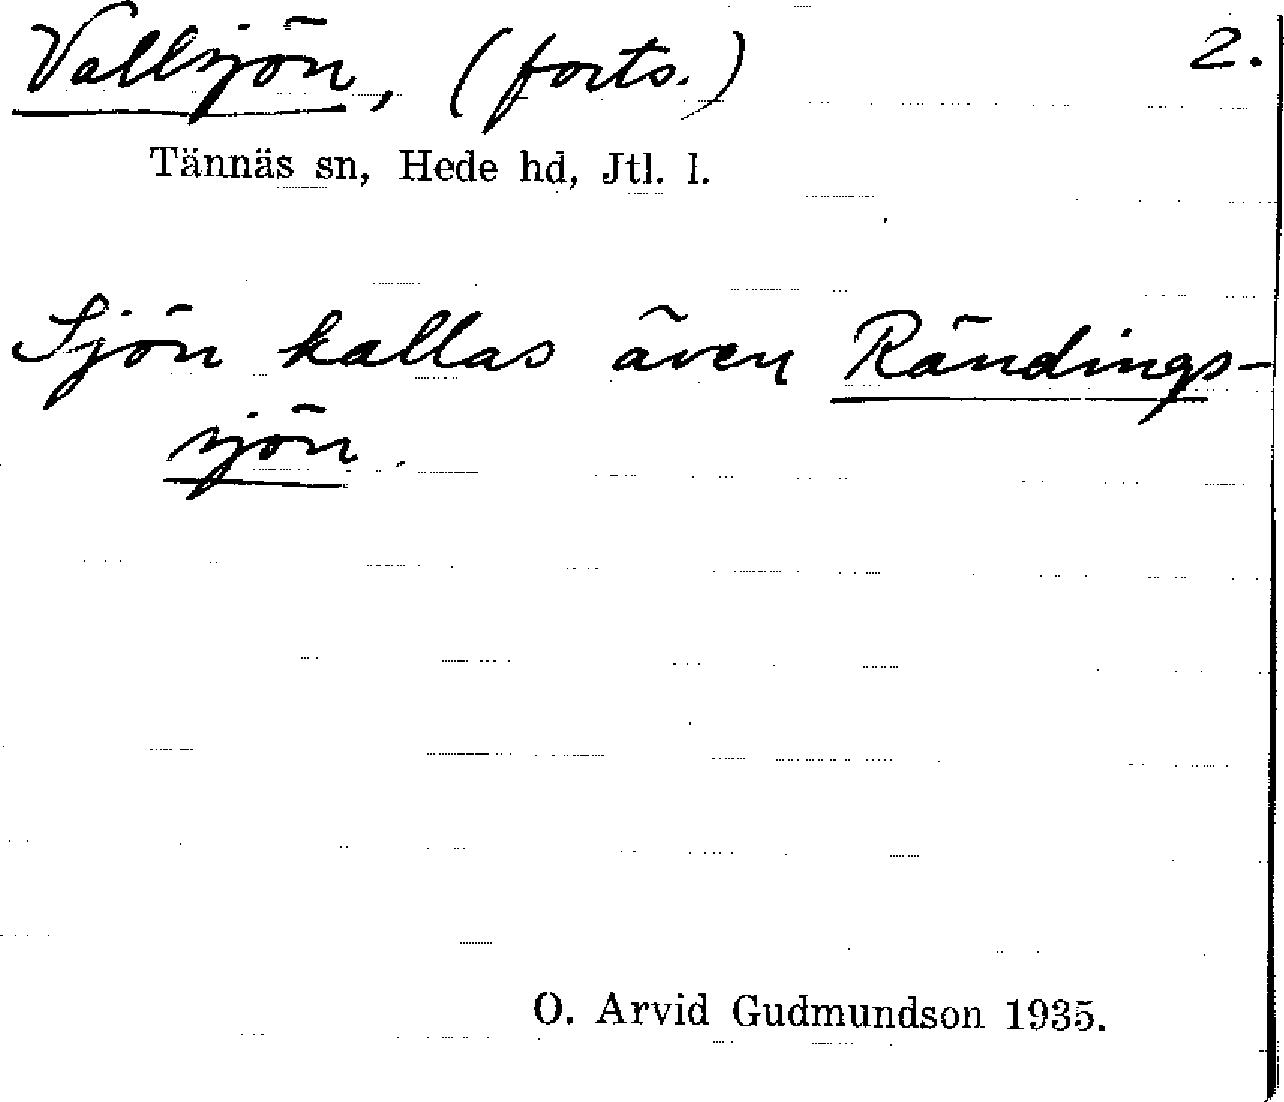 Vallsjön, (forts.) 2.
Tännäs sn, Hede hd, Jtl. l.
Sjön kallas även Rändings-
sjön.
O. Arvid Gudmundson 1935.